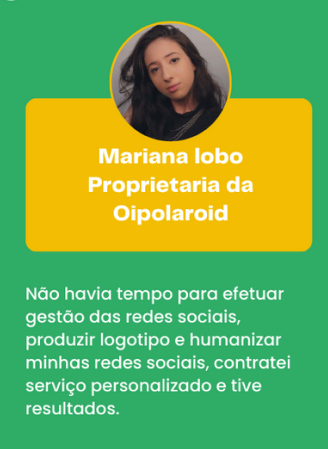 Mariana lobo
Proprietaria da
Oipolaroid
Não havia tempo para efetuar
gestão das redes sociais,
produzir logotipo e humanizar
minhas redes sociais, contratei
serviço personalizado e tive
resultados.